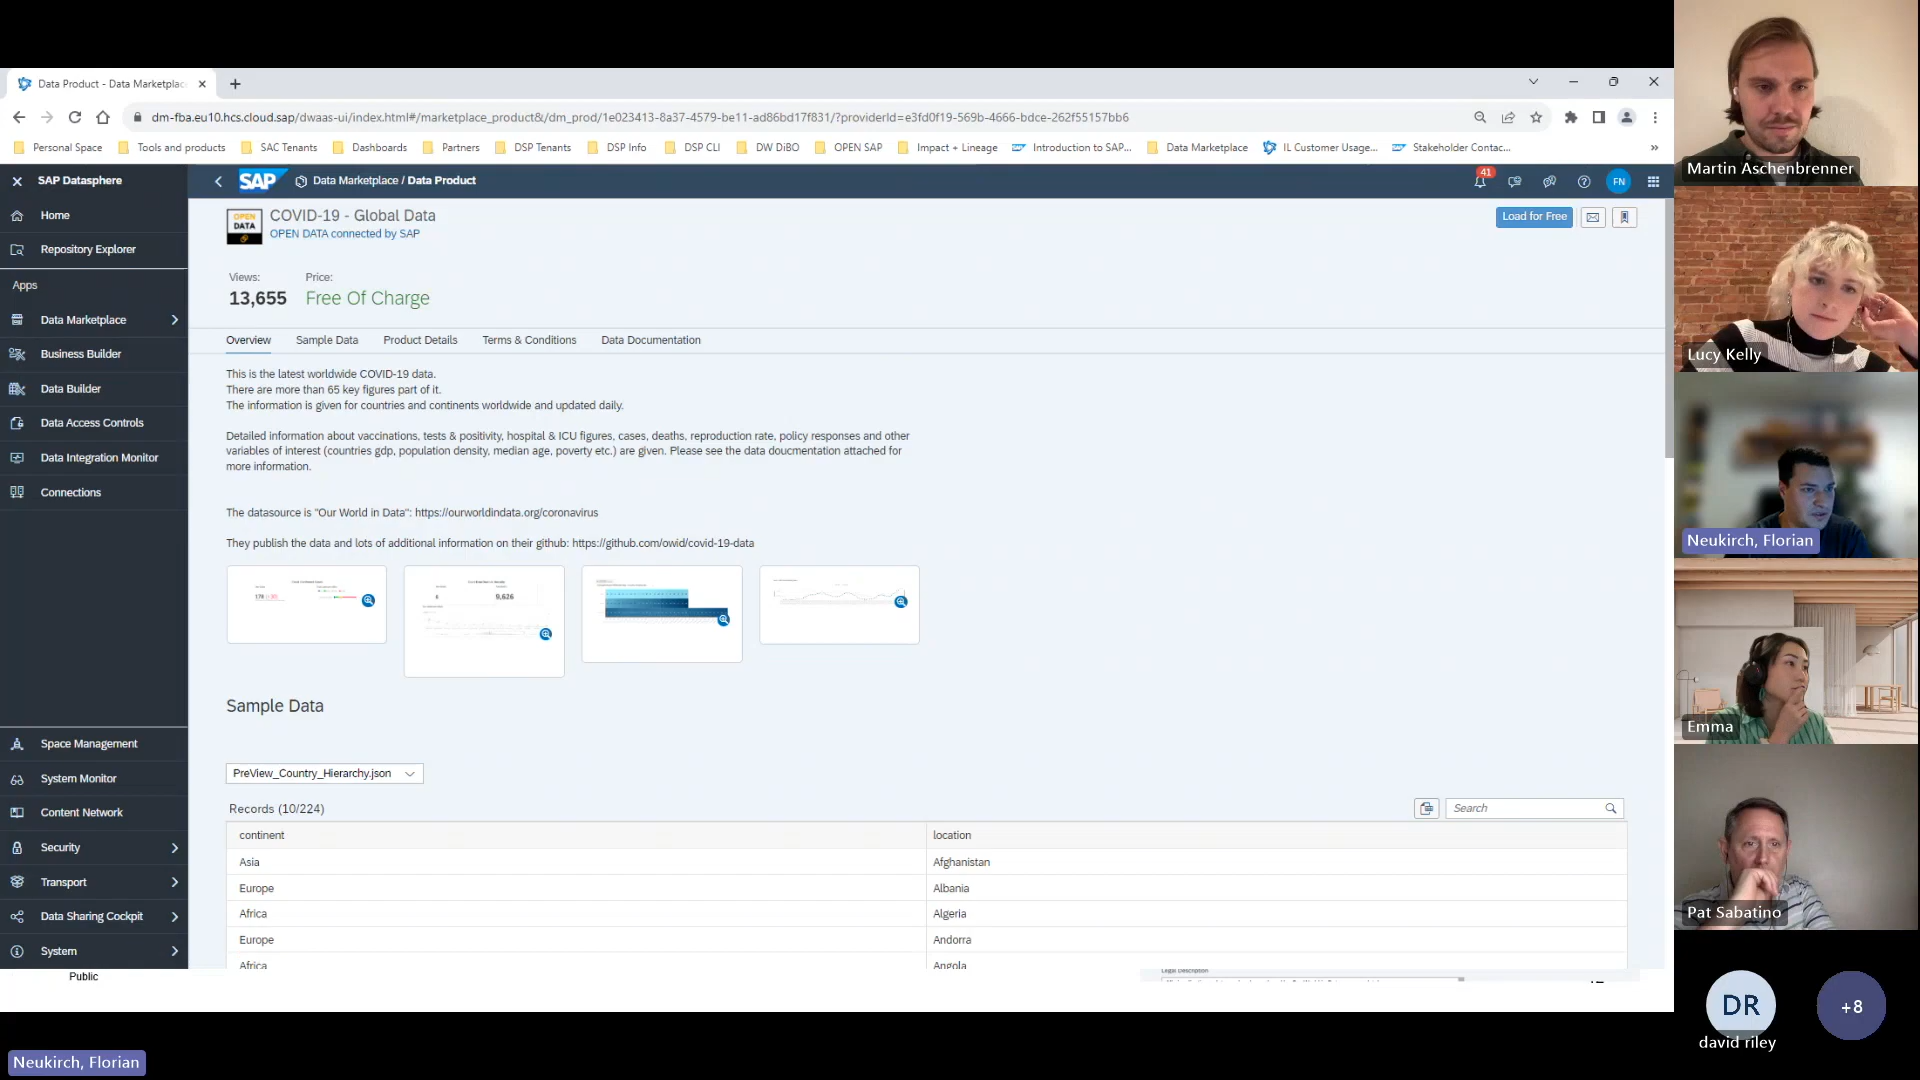 Data Product - Data Marketplac
dm-fba.eu10.hcs.cloud.sap/dwaas-ui/index.html#/marketplace_product&/dm_prod/1e023413-8a37-4579-be11-ad86bd17f831/?providerId=e3fd0f19-569b-4666-bdce-262f55157bb6
Personal Space Tools and products SAC Tenants Dashboards Partners DSP Tenants DSP Info DSP CLI DW DiBO OPEN SAP Impact + Lineage Introduction to SAP... Data Marketplace IL Customer Usage... Stakeholder Contac... »
SAP Datasphere
SAP Data Marketplace / Data Product
41
FN
Home
Repository Explorer
Apps
Data Marketplace
Business Builder
Data Builder
Data Access Controls
Data Integration Monitor
Connections
Space Management
System Monitor
Content Network
Security
Transport
Data Sharing Cockpit
System
OPEN
DATA
COVID-19 - Global Data
OPEN DATA connected by SAP
Load for Free
Views: Price:
13,655 Free Of Charge
Overview Sample Data Product Details Terms & Conditions Data Documentation
This is the latest worldwide COVID-19 data.
There are more than 65 key figures part of it.
The information is given for countries and continents worldwide and updated daily.
Detailed information about vaccinations, tests & positivity, hospital & ICU figures, cases, deaths, reproduction rate, policy responses and other
variables of interest (countries gdp, population density, median age, poverty etc.) are given. Please see the data doucmentation attached for
more information.
The datasource is "Our World in Data": https://ourworldindata.org/coronavirus
They publish the data and lots of additional information on their github: https://github.com/owid/covid-19-data
9,626
Sample Data
PreView_Country_Hierarchy.json
Records (10/224)
Search
continent location
Asia Afghanistan
Europe Albania
Africa Algeria
Europe Andorra
Africa Angola
Public
Legal Description
Neukirch, Florian
Martin Aschenbrenner
Lucy Kelly
Neukirch, Florian
Emma
Pat Sabatino
DR
david riley
+8